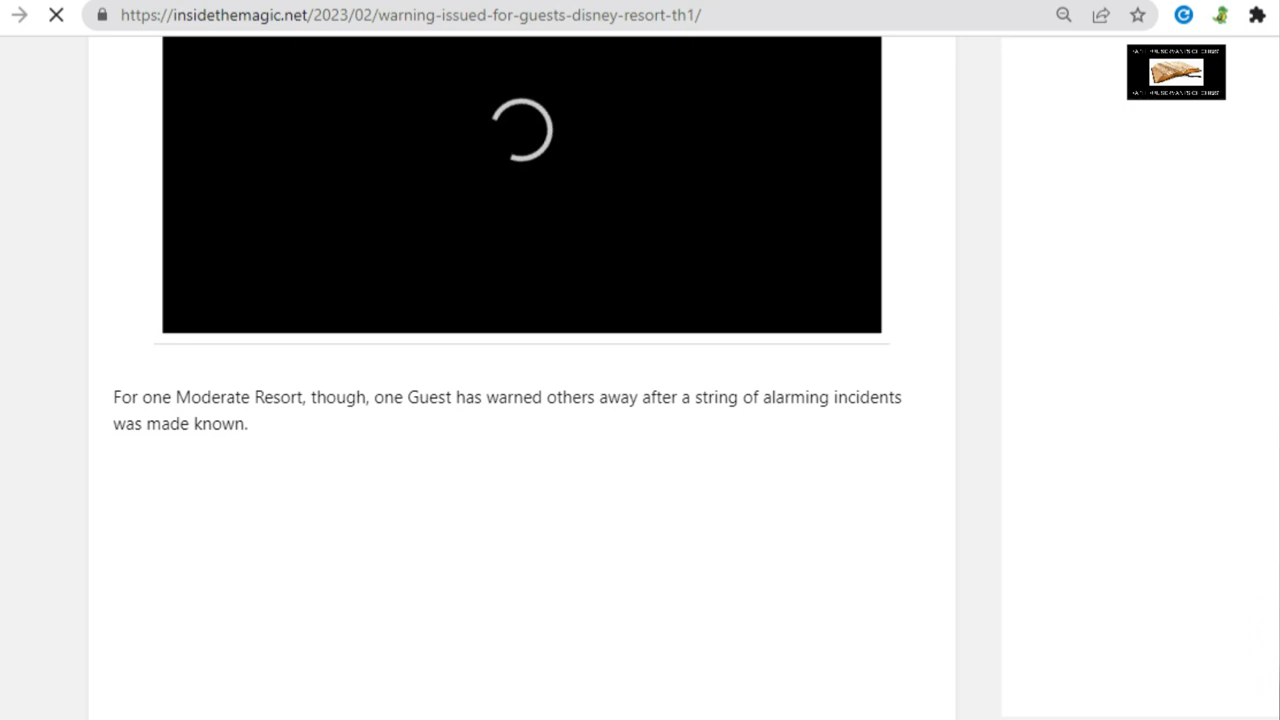 https://insidethemagic.net/2023/02/warning-issued-for-guests-disney-resort-th1/
For one Moderate Resort, though, one Guest has warned others away after a string of alarming incidents
was made known.